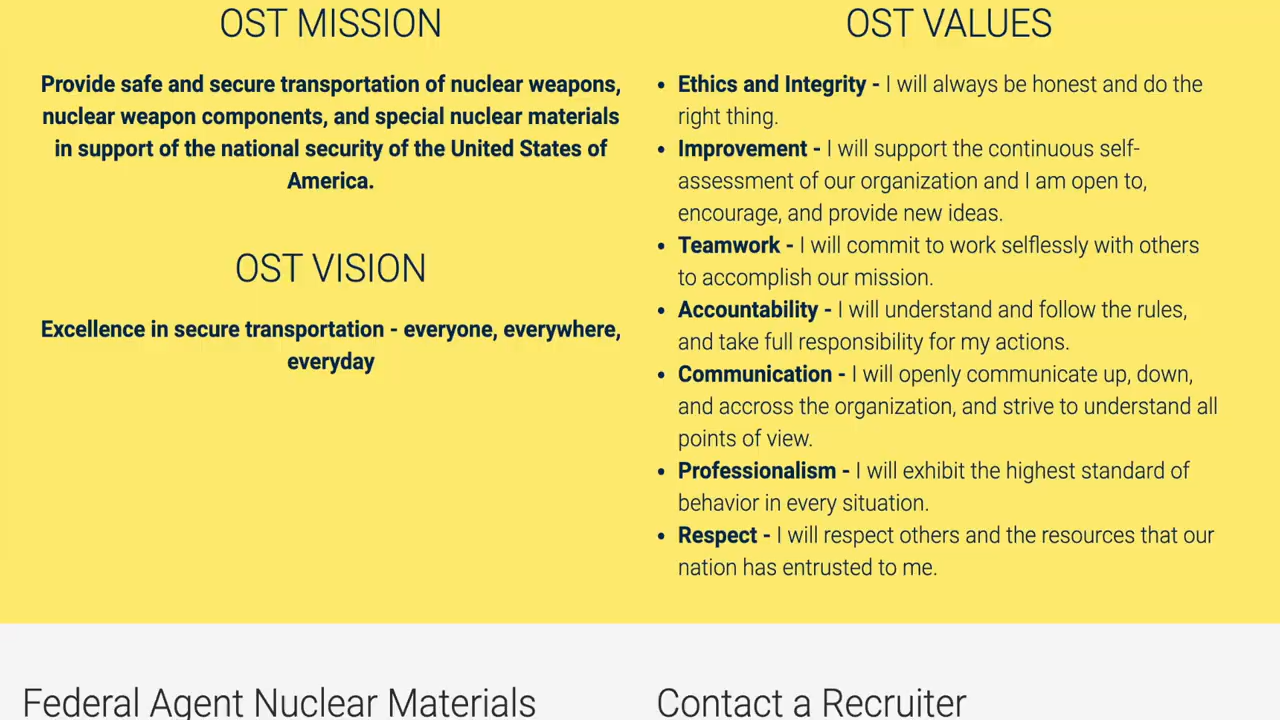 OST MISSION
Provide safe and secure transportation of nuclear weapons,
nuclear weapon components, and special nuclear materials
in support of the national security of the United States of
America.
OST VISION
Excellence in secure transportation - everyone, everywhere,
everyday
OST VALUES
• Ethics and Integrity - I will always be honest and do the
right thing.
• Improvement - I will support the continuous self-
assessment of our organization and I am open to,
encourage, and provide new ideas.
• Teamwork - I will commit to work selflessly with others
to accomplish our mission.
• Accountability - I will understand and follow the rules,
and take full responsibility for my actions.
• Communication - I will openly communicate up, down,
and accross the organization, and strive to understand all
points of view.
• Professionalism - I will exhibit the highest standard of
behavior in every situation.
• Respect - I will respect others and the resources that our
nation has entrusted to me.
Federal Agent Nuclear Materials
Contact a Recruiter